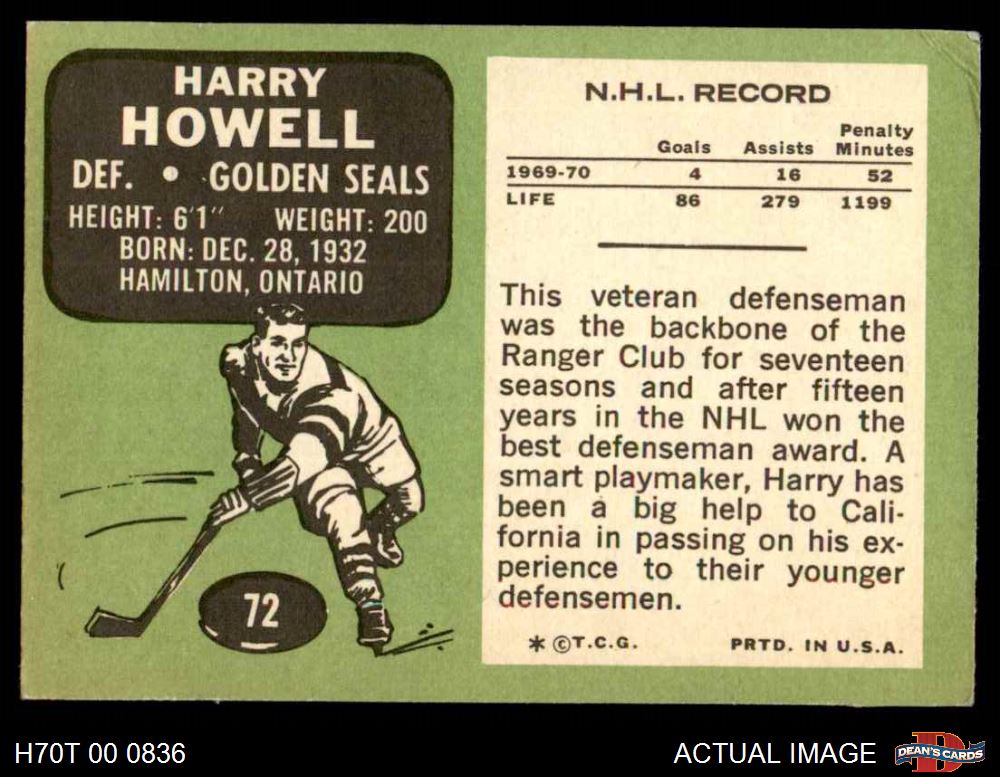 HARRY
HOWELL
DEF. • GOLDEN SEALS
HEIGHT: 6'1" WEIGHT: 200
BORN: DEC. 28, 1932
HAMILTON, ONTARIO
72
N.H.L. RECORD
Goals Assists Penalty Minutes
1969-70 4 16 52
LIFE 86 279 1199
This veteran defenseman
was the backbone of the
Ranger Club for seventeen
seasons and after fifteen
years in the NHL won the
best defenseman award. A
smart playmaker, Harry has
been a big help to Cali-
fornia in passing on his ex-
perience to their younger
defensemen.
* © T.C.G. PRTD. IN U.S.A.
H70T 00 0836
ACTUAL IMAGE
D
DEAN'S CARDS